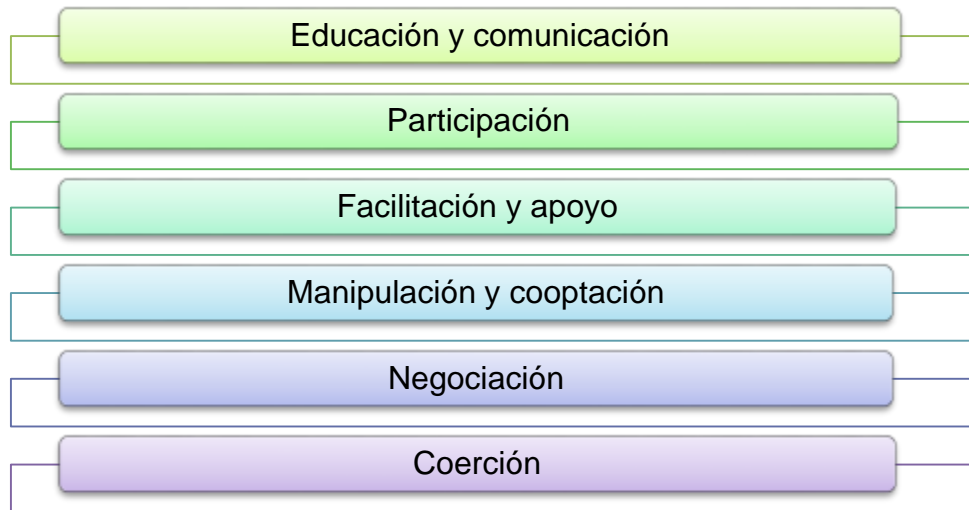 Educación y comunicación
Participación
Facilitación y apoyo
Manipulación y cooptación
Negociación
Coerción